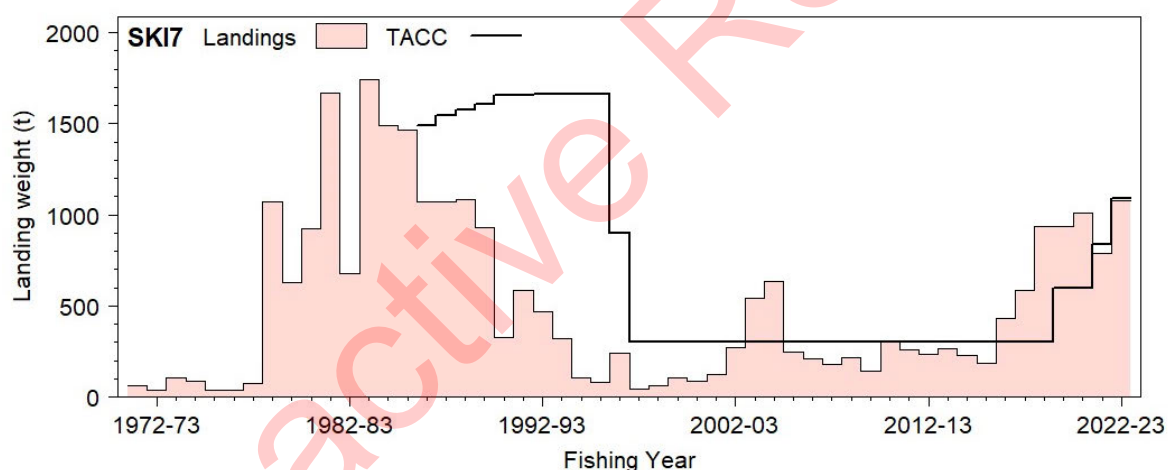 SKI7 Landings TACC
Landing weight (t)
2000
1500
1000
500
0
1972-73 1982-83 1992-93 2002-03 2012-13 2022-23
Fishing Year
active R